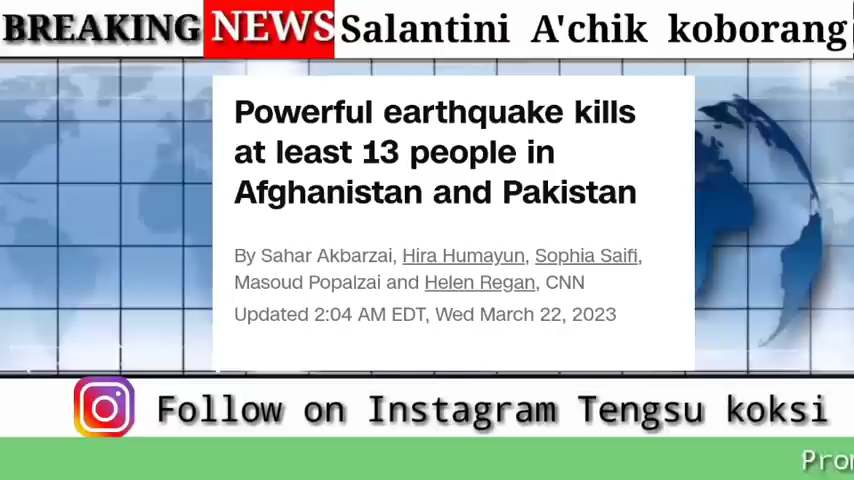 BREAKING NEWS Salantini A'chik koborang
Powerful earthquake kills
at least 13 people in
Afghanistan and Pakistan
By Sahar Akbarzai, Hira Humayun, Sophia Saifi,
Masoud Popalzai and Helen Regan, CNN
Updated 2:04 AM EDT, Wed March 22, 2023
Follow on Instagram Tengsu koksi